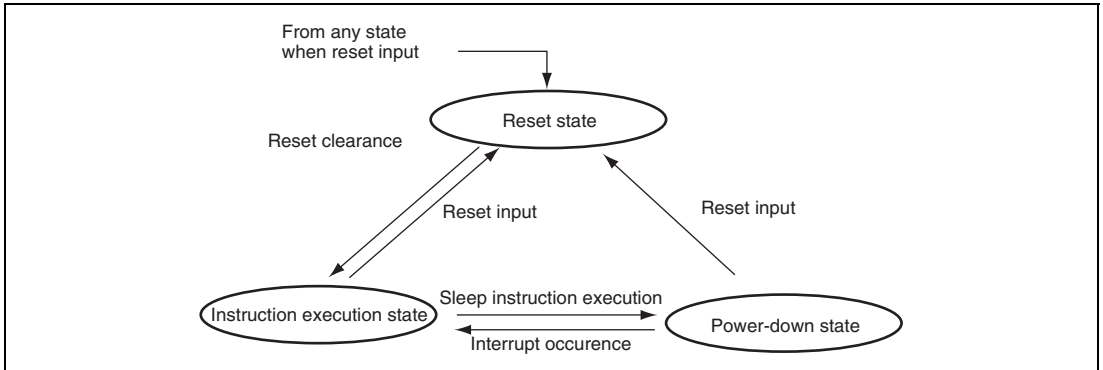 From any state
when reset input
Reset state
Reset clearance
Reset input
Reset input
Instruction execution state
Sleep instruction execution
Interrupt occurence
Power-down state